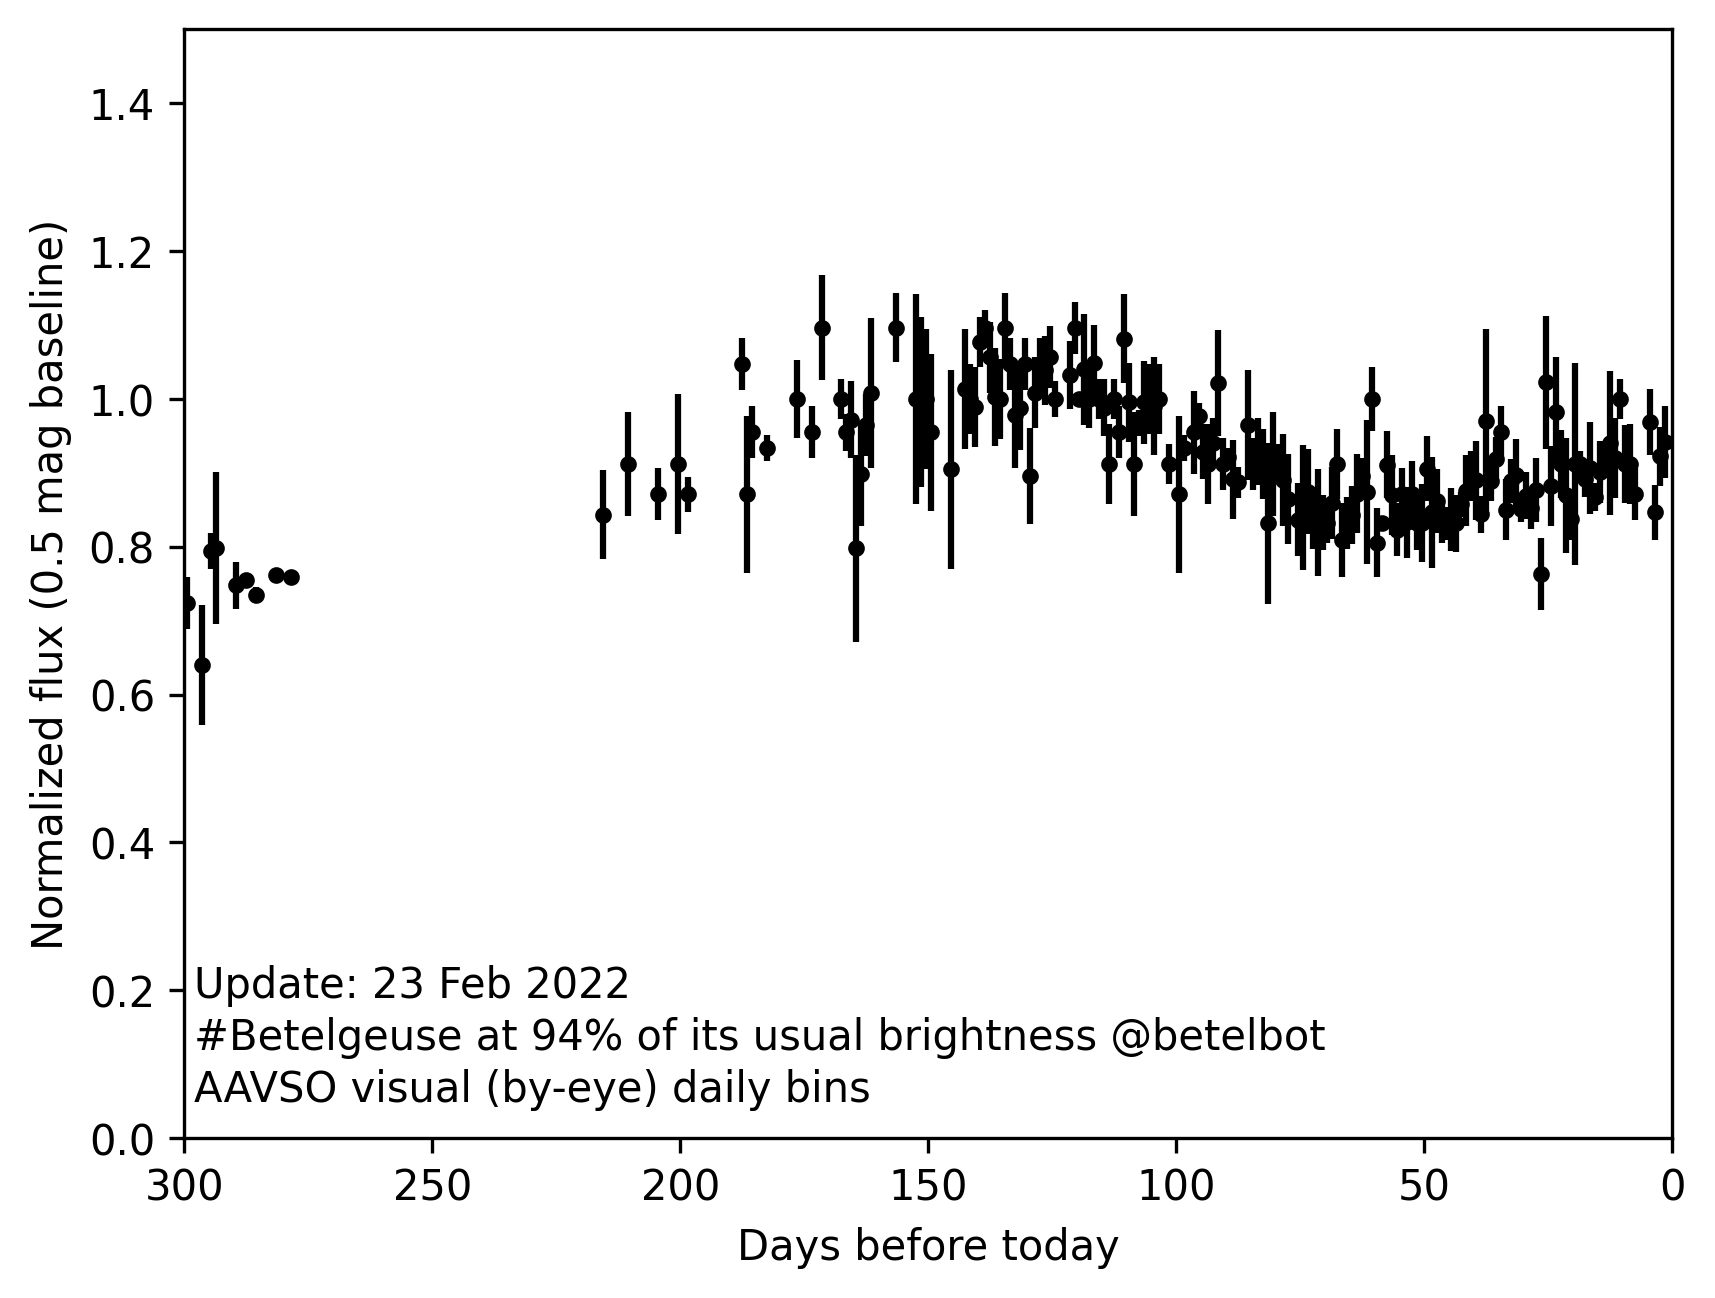 1.4
1.2
1.0
0.8
0.6
0.4
0.2
0.0
Normalized flux (0.5 mag baseline)
Update: 23 Feb 2022
#Betelgeuse at 94% of its usual brightness @betelbot
AAVSO visual (by-eye) daily bins
300 250 200 150 100 50 0
Days before today